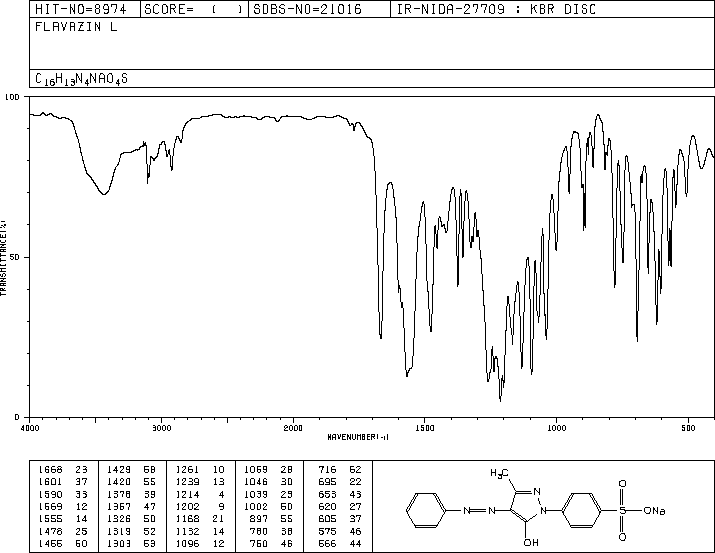 HIT-NO=8974 SCORE= ( ) SDBS-NO=21016 IR-NIDA-27709 : KBR DISC
FLAVAZIN L
C16H13N4NAO4S
100
TRANSMITTANCE(%)
50
0
4000 3000 2000 1500 1000 500
WAVENUMBER(-1)
1668 23 1429 58 1261 10 1069 28 716 62
1601 37 1420 55 1239 13 1046 30 695 22
1590 33 1378 39 1214 4 1039 23 653 43
1569 12 1367 47 1202 9 1002 50 620 27
1555 14 1326 50 1168 21 897 55 605 37
1478 25 1319 52 1132 14 780 38 575 46
1455 60 1303 53 1096 12 750 46 566 44
H3C
N
N
N=N
OH
O
S
ONa
O